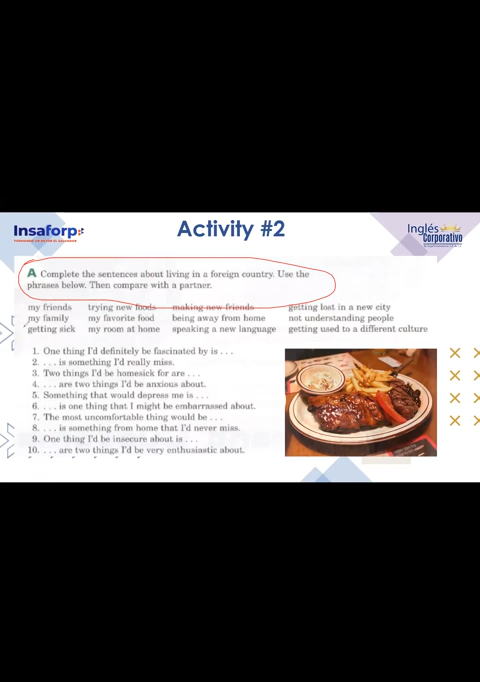 Insaforp
Activity #2
Inglés
Corporativo
A Complete the sentences about living in a foreign country. Use the
phrases below. Then compare with a partner.
my friends trying new foods making new friends getting lost in a new city
my family my favorite food being away from home not understanding people
getting sick my room at home speaking a new language getting used to a different culture
1. One thing I'd definitely be fascinated by is . . .
2. . . . is something I'd really miss.
3. Two things I'd be homesick for are . . .
4. . . . are two things I'd be anxious about.
5. Something that would depress me is . . .
6. . . . is one thing that I might be embarrassed about.
7. The most uncomfortable thing would be . . .
8. . . . is something from home that I'd never miss.
9. One thing I'd be insecure about is . . .
10. . . . are two things I'd be very enthusiastic about.